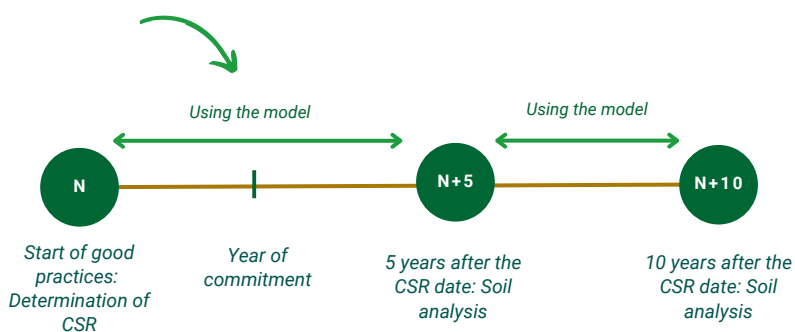 Using the model
Using the model
N
N+5
N+10
Start of good
practices:
Determination of
CSR
Year of
commitment
5 years after the
CSR date: Soil
analysis
10 years after the
CSR date: Soil
analysis